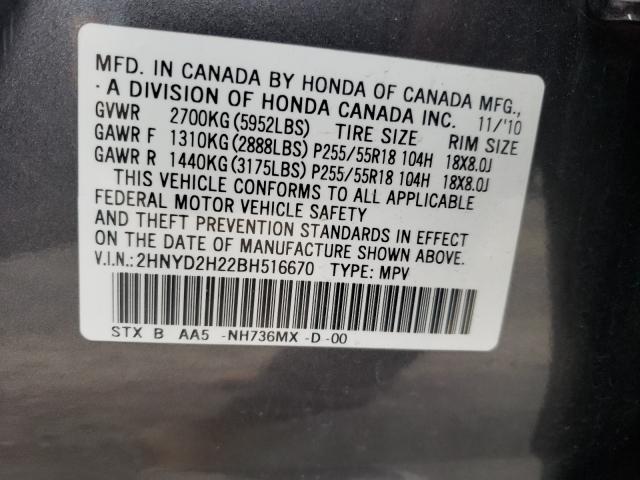 MFD. IN CANADA BY HONDA OF CANADA MFG.,
A DIVISION OF HONDA CANADA INC. 11/'10
GVWR 2700KG(5952LBS) TIRE SIZE RIM SIZE
GAWR F 1310KG(2888LBS)P255/55R18 104H 18X8.0J
GAWR R 1440KG(3175LBS)P255/55R18 104H 18X8.0J
THIS VEHICLE CONFORMS TO ALL APPLICABLE
FEDERAL MOTOR VEHICLE SAFETY
AND THEFT PREVENTION STANDARDS IN EFFECT
ON THE DATE OF MANUFACTURE SHOWN ABOVE.
V.I.N.:2HNYD2H22BH516670 TYPE: MPV
STX B AA5 -NH736MX -D -00